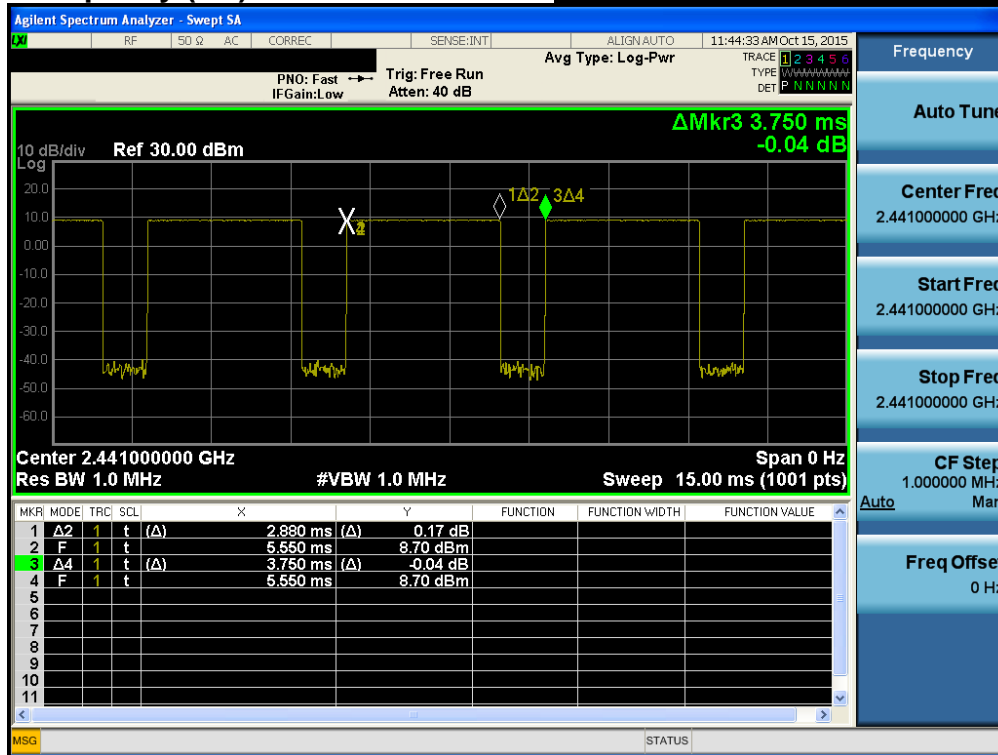 Agilent Spectrum Analyzer - Swept SA
LXI RF 50 Ω AC CORREC SENSE:INT ALIGN AUTO 11:44:33 AM Oct 15, 2015
Avg Type: Log-Pwr
TRACE 1 2 3 4 5 6
TYPE
DET P N N N N N
PNO: Fast Trig: Free Run
IFGain:Low Atten: 40 dB
ΔMkr3 3.750 ms
-0.04 dB
10 dB/div Ref 30.00 dBm
Log
20.0
10.0
0.00
-10.0
-20.0
-30.0
-40.0
-50.0
-60.0
1Δ2 3Δ4
X
Center 2.441000000 GHz Span 0 Hz
Res BW 1.0 MHz #VBW 1.0 MHz Sweep 15.00 ms (1001 pts)
MKR MODE TRC SCL X Y FUNCTION FUNCTION WIDTH FUNCTION VALUE
1 Δ2 1 t (Δ) 2.880 ms (Δ) 0.17 dB
2 F 1 t 5.550 ms 8.70 dBm
3 Δ4 1 t (Δ) 3.750 ms (Δ) -0.04 dB
4 F 1 t 5.550 ms 8.70 dBm
5
6
7
8
9
10
11
MSG STATUS
Frequency
Auto Tune
Center Freq
2.441000000 GHz
Start Freq
2.441000000 GHz
Stop Freq
2.441000000 GHz
CF Step
1.000000 MHz
Auto Man
Freq Offset
0 Hz